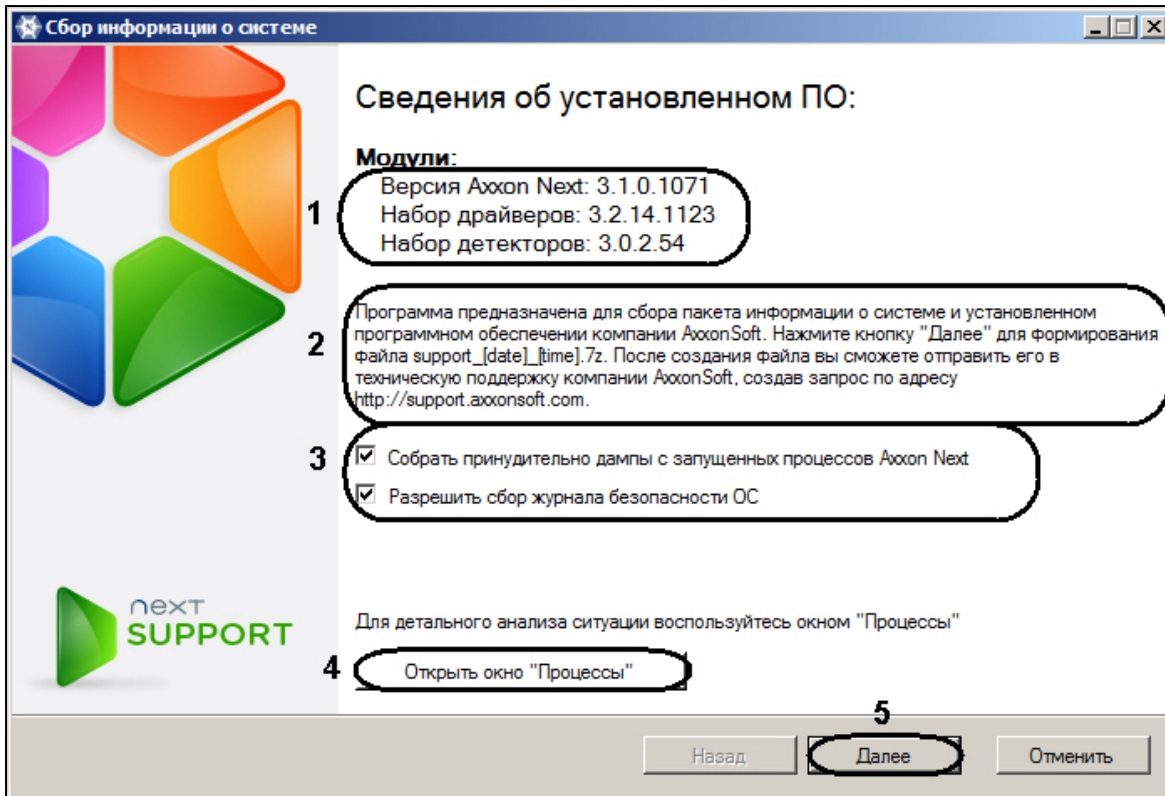 Сбор информации о системе
Сведения об установленном ПО:
Модули:
Версия Axxon Next: 3.1.0.1071
1
Набор драйверов: 3.2.14.1123
Набор детекторов: 3.0.2.54
Программа предназначена для сбора пакета информации о системе и установленном
2
программном обеспечении компании AxxonSoft. Нажмите кнопку "Далее" для формирования
файла support_[date]_[time].7z. После создания файла вы сможете отправить его в
техническую поддержку компании AxxonSoft, создав запрос по адресу
http://support.axxonsoft.com.
3
Собрать принудительно дампы с запущенных процессов Axxon Next
Разрешить сбор журнала безопасности ОС
next
SUPPORT
Для детального анализа ситуации воспользуйтесь окном "Процессы"
4
Открыть окно "Процессы"
5
Назад
Далее
Отменить